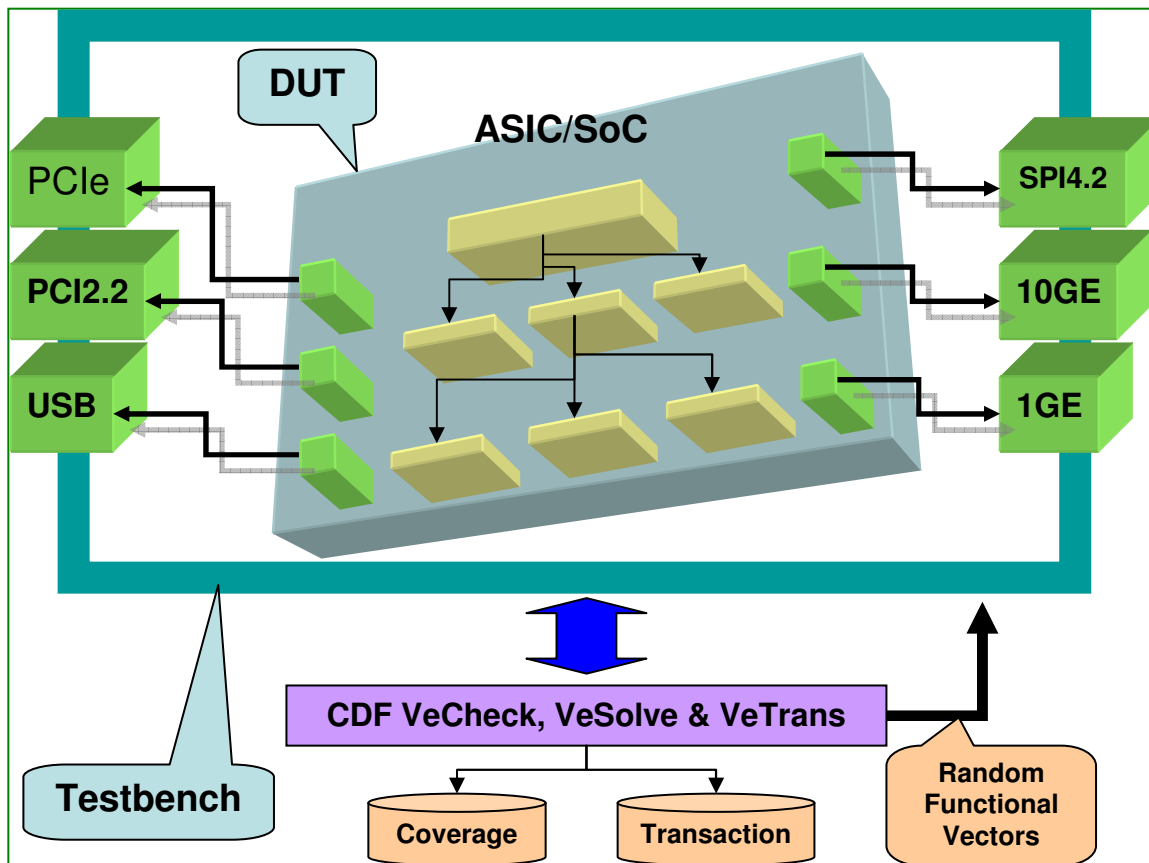 DUT
ASIC/SoC
PCIe
PCI2.2
USB
SPI4.2
10GE
1GE
CDF VeCheck, VeSolve & VeTrans
Testbench
Coverage
Transaction
Random
Functional
Vectors